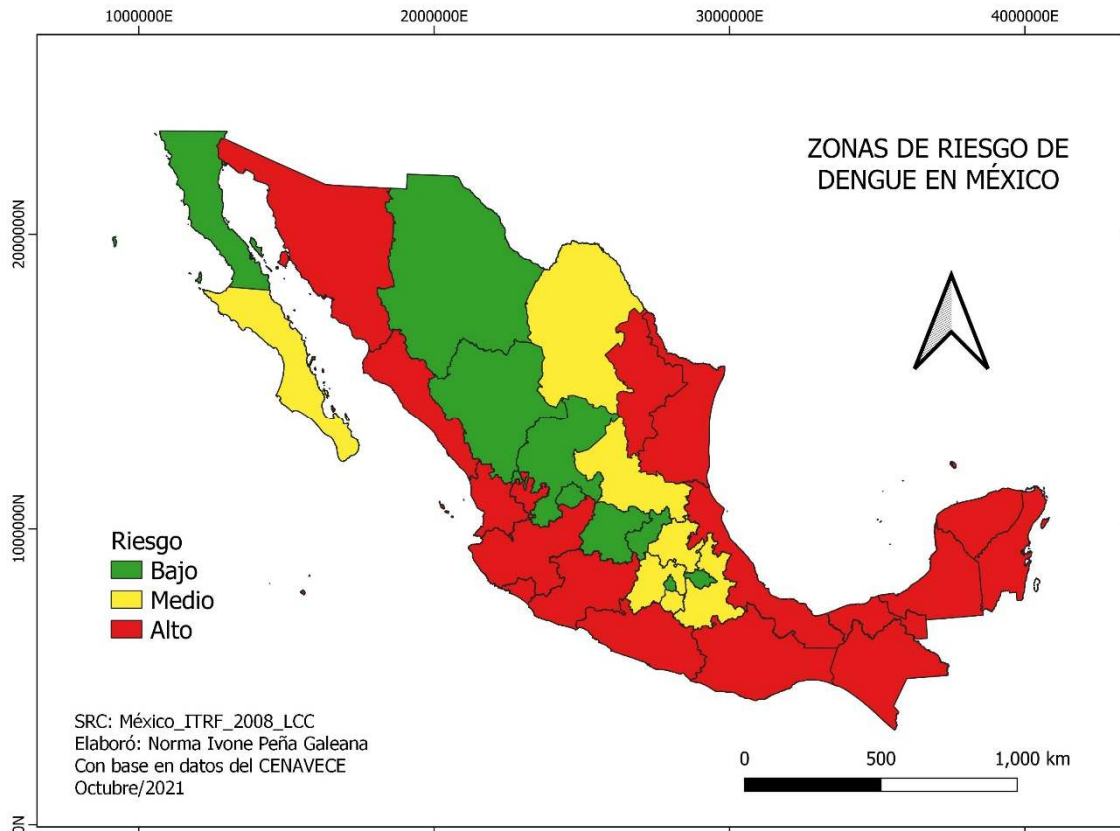 1000000E 2000000E 3000000E 4000000E
ZONAS DE RIESGO DE
DENGUE EN MÉXICO
2000000N
1000000N
0N
Riesgo
Bajo
Medio
Alto
SRC: México_ITRF_2008_LCC
Elaboró: Norma Ivone Peña Galeana
Con base en datos del CENAVECE
Octubre/2021
0 500 1,000 km